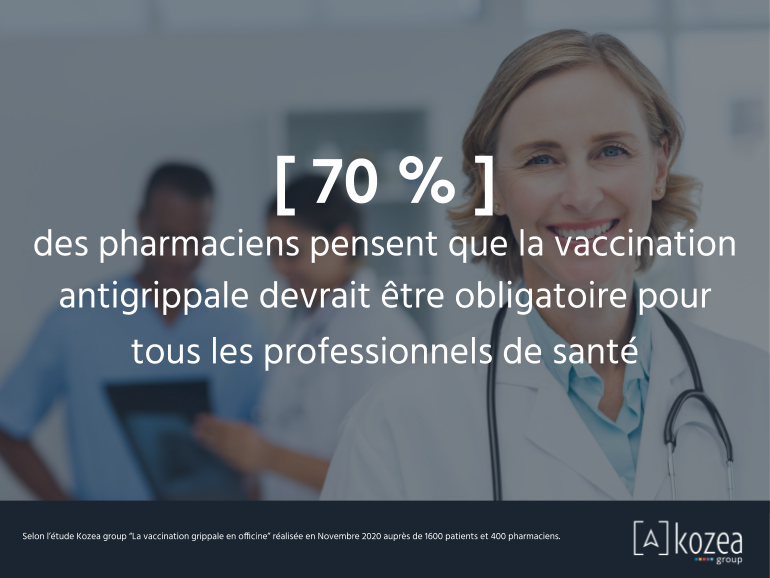 [ 70 % ]
des pharmaciens pensent que la vaccination
antigrippale devrait être obligatoire pour
tous les professionnels de santé
Selon l'étude Kozea group "La vaccination grippale en officine" réalisée en Novembre 2020 auprès de 1600 patients et 400 pharmaciens.
[A] kozea
group